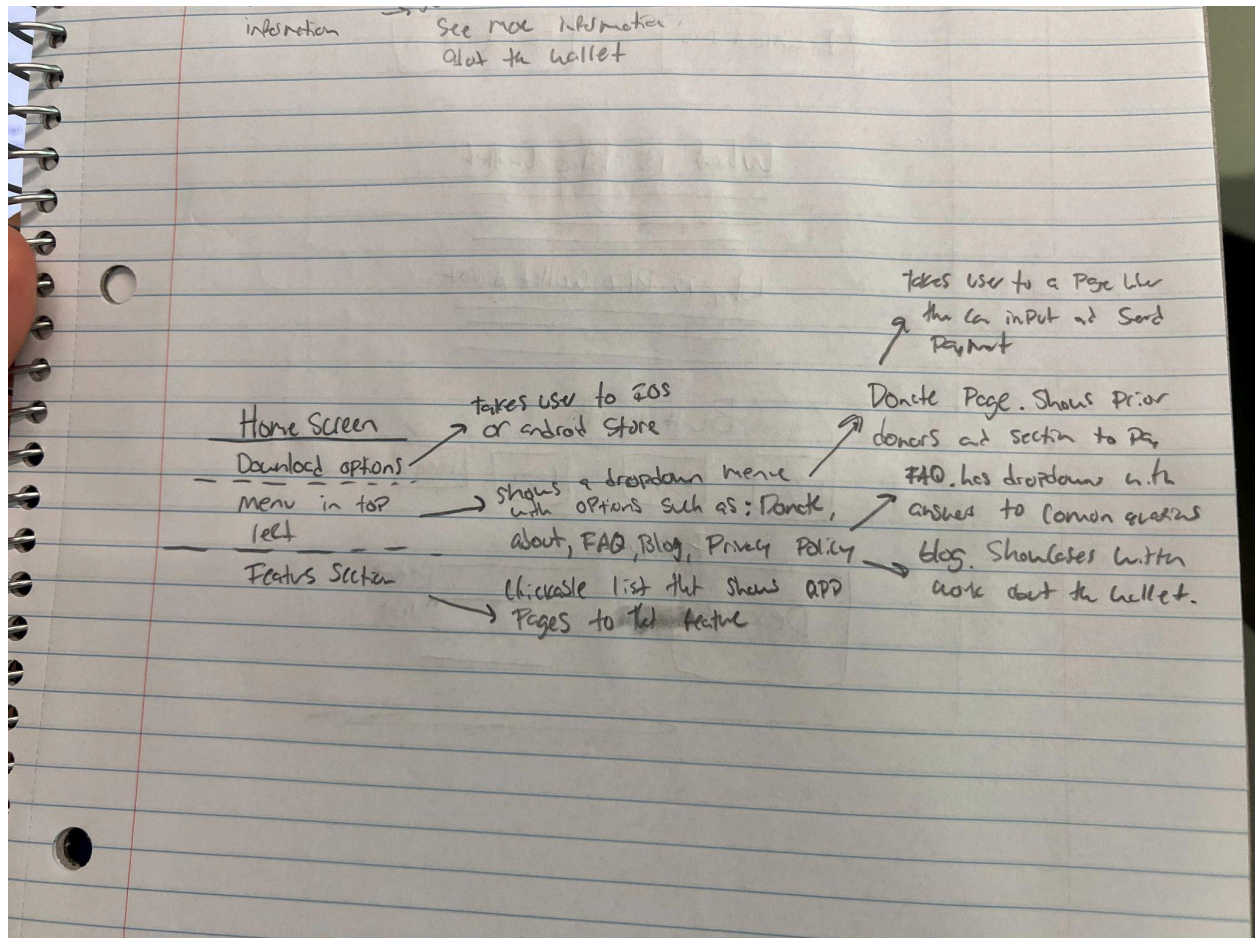 information
see more information
about the wallet
takes user to a page wher
the can input and send
payment
Home Screen
Download options
menu in top
left
Featurs section
takes user to IOS
or android store
shows a dropdown menue
with options such as: Donate,
about, FAQ, Blog, Privacy Policy
Clickable list that shows app
Pages to that feature
Donate Page. Shows prior
donors and section to pay
FAQ. has dropdowns with
answers to common questions
blog. Showcases written
work about the wallet.